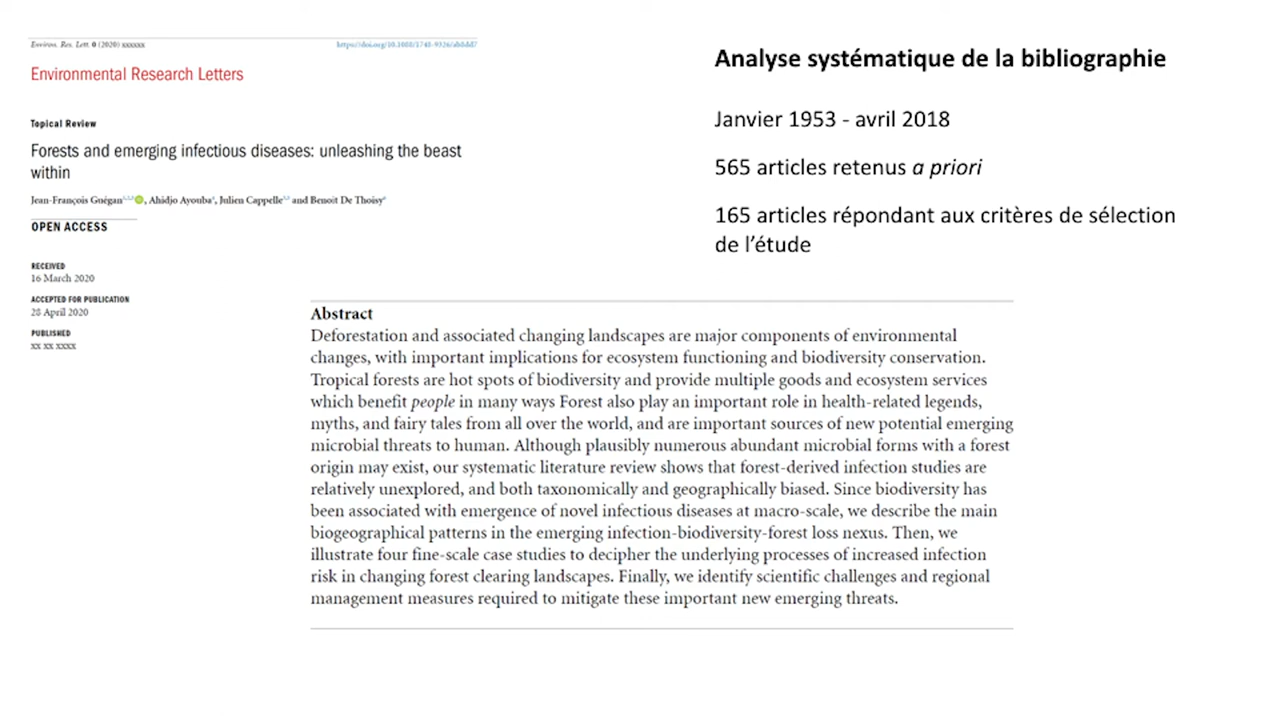 Environ. Res. Lett. 0 (2020) xxxxxx
Environmental Research Letters
Topical Review
Forests and emerging infectious diseases: unleashing the beast
within
Jean-François Guégan, Ahidjo Ayouba, Julien Cappelle and Benoit De Thoisy
OPEN ACCESS
RECEIVED
16 March 2020
ACCEPTED FOR PUBLICATION
28 April 2020
PUBLISHED
xx xx xxxx
Analyse systématique de la bibliographie
Janvier 1953 - avril 2018
565 articles retenus a priori
165 articles répondant aux critères de sélection
de l'étude
Abstract
Deforestation and associated changing landscapes are major components of environmental
changes, with important implications for ecosystem functioning and biodiversity conservation.
Tropical forests are hot spots of biodiversity and provide multiple goods and ecosystem services
which benefit people in many ways Forest also play an important role in health-related legends,
myths, and fairy tales from all over the world, and are important sources of new potential emerging
microbial threats to human. Although plausibly numerous abundant microbial forms with a forest
origin may exist, our systematic literature review shows that forest-derived infection studies are
relatively unexplored, and both taxonomically and geographically biased. Since biodiversity has
been associated with emergence of novel infectious diseases at macro-scale, we describe the main
biogeographical patterns in the emerging infection-biodiversity-forest loss nexus. Then, we
illustrate four fine-scale case studies to decipher the underlying processes of increased infection
risk in changing forest clearing landscapes. Finally, we identify scientific challenges and regional
management measures required to mitigate these important new emerging threats.